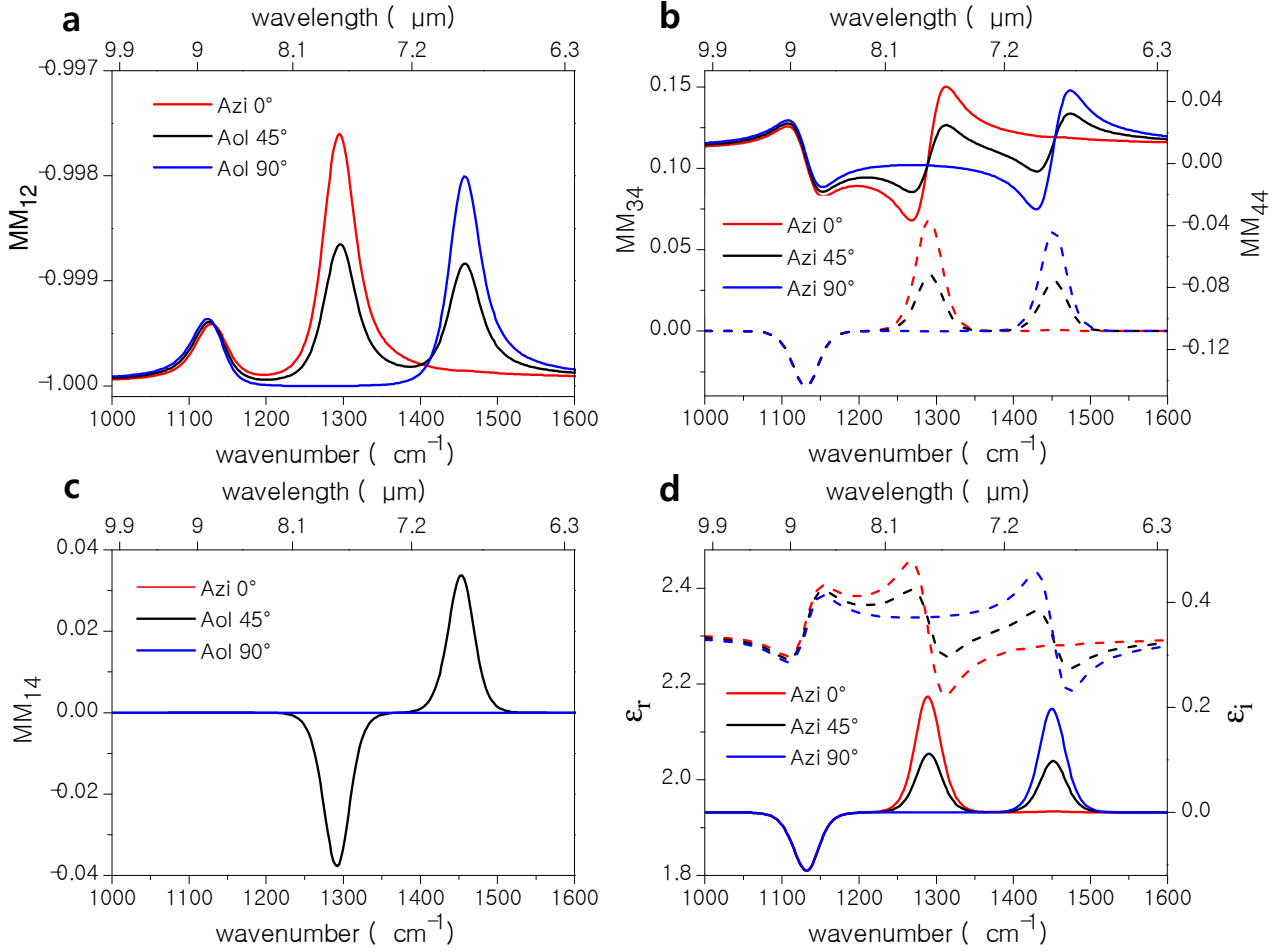 a
wavelength ( μm)
9.9 9 8.1 7.2 6.3
-0.997
-0.998
-0.999
-1.000
MM12
Azi 0°
Aol 45°
Aol 90°
1000 1100 1200 1300 1400 1500 1600
wavenumber ( cm⁻¹)
b
wavelength ( μm)
9.9 9 8.1 7.2 6.3
0.15
0.10
0.05
0.00
MM34
0.04
0.00
-0.04
-0.08
-0.12
MM44
Azi 0°
Azi 45°
Azi 90°
1000 1100 1200 1300 1400 1500 1600
wavenumber ( cm⁻¹)
c
wavelength ( μm)
9.9 9 8.1 7.2 6.3
0.04
0.02
0.00
-0.02
-0.04
MM14
Azi 0°
Aol 45°
Aol 90°
1000 1100 1200 1300 1400 1500 1600
wavenumber ( cm⁻¹)
d
wavelength ( μm)
9.9 9 8.1 7.2 6.3
2.4
2.2
2.0
1.8
εr
0.4
0.2
0.0
εi
Azi 0°
Azi 45°
Azi 90°
1000 1100 1200 1300 1400 1500 1600
wavenumber ( cm⁻¹)